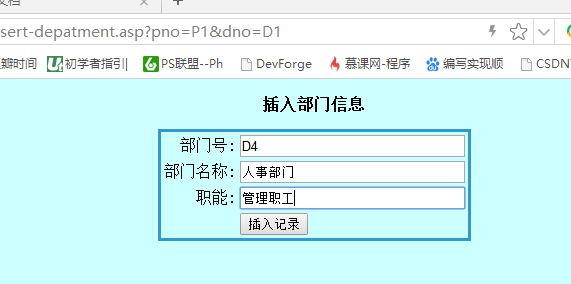 文档
sert-depatment.asp?pno=P1&dno=D1
瓣时间 初学者指引| PS联盟--Ph DevForge 慕课网-程序 编写实现顺 CSDN
插入部门信息
部门号: D4
部门名称: 人事部门
职能: 管理职工
插入记录